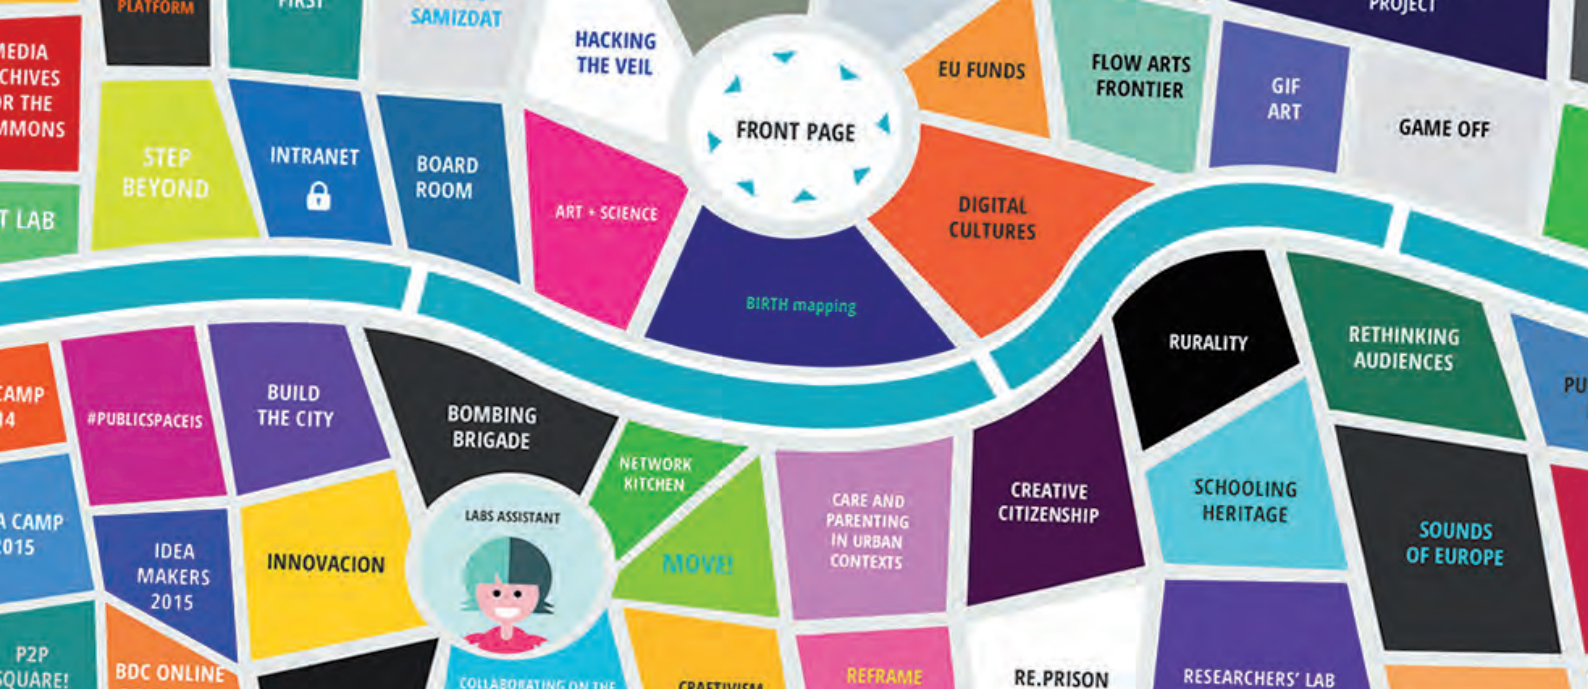 PLATFORM
FIRST
SAMIZDAT
HACKING
THE VEIL
EU FUNDS
FLOW ARTS
FRONTIER
PROJECT
GIF
ART
GAME OFF
MEDIA
CHIVES
R THE
MMONS
STEP
BEYOND
INTRANET
BOARD
ROOM
ART + SCIENCE
FRONT PAGE
DIGITAL
CULTURES
T LAB
BIRTH mapping
RURALITY
RETHINKING
AUDIENCES
PU
CAMP
14
#PUBLICSPACEIS
BUILD
THE CITY
BOMBING
BRIGADE
NETWORK
KITCHEN
CARE AND
PARENTING
IN URBAN
CONTEXTS
CREATIVE
CITIZENSHIP
SCHOOLING
HERITAGE
SOUNDS
OF EUROPE
A CAMP
2015
IDEA
MAKERS
2015
INNOVACION
LABS ASSISTANT
MOVE!
P2P
SQUARE!
BDC ONLINE
COLLABORATING ON THE
CRAFTIVISM
REFRAME
RE.PRISON
RESEARCHERS' LAB